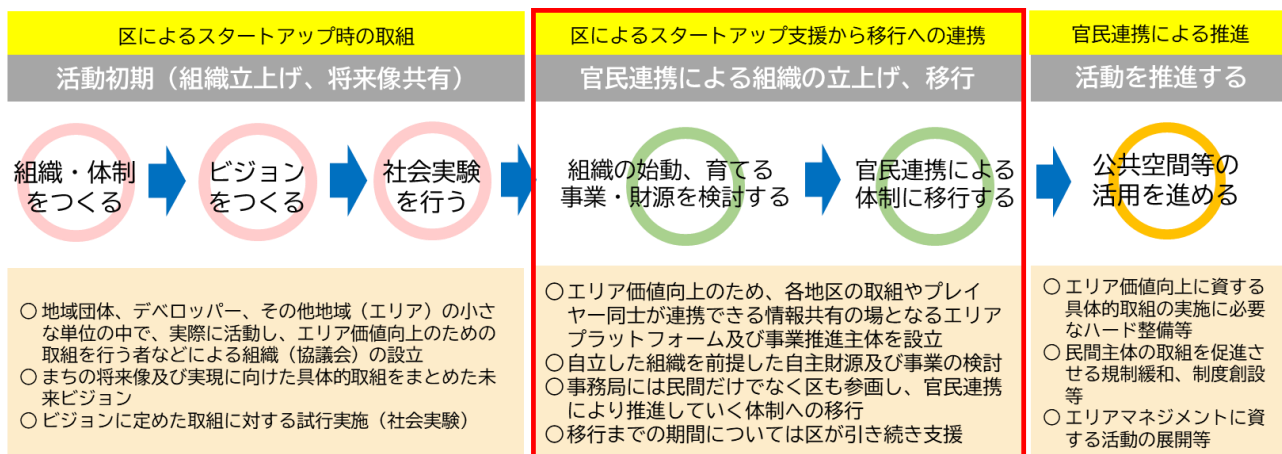 区によるスタートアップ時の取組
活動初期（組織立上げ、将来像共有）
組織・体制
をつくる
ビジョン
をつくる
社会実験
を行う
○地域団体、デベロッパー、その他地域（エリア）の小さ
な単位の中で、実際に活動し、エリア価値向上のための
取組を行う者などによる組織（協議会）の設立
○まちの将来像及び実現に向けた具体的取組をまとめた未
来ビジョン
○ビジョンに定めた取組に対する試行実施（社会実験）
区によるスタートアップ支援から移行への連携
官民連携による組織の立上げ、移行
組織の始動、育てる
事業・財源を検討する
官民連携による
体制に移行する
○エリア価値向上のため、各地区の取組やプレイ
ヤー同士が連携できる情報共有の場となるエリア
プラットフォーム及び事業推進主体を設立
○自立した組織を前提した自主財源及び事業の検討
○事務局には民間だけでなく区も参画し、官民連携
により推進していく体制への移行
○移行までの期間については区が引き続き支援
官民連携による推進
活動を推進する
公共空間等の
活用を進める
○エリア価値向上に資する
具体的取組の実施に必要
なハード整備等
○民間主体の取組を促進さ
せる規制緩和、制度創設
等
○エリアマネジメントに資
する活動の展開等